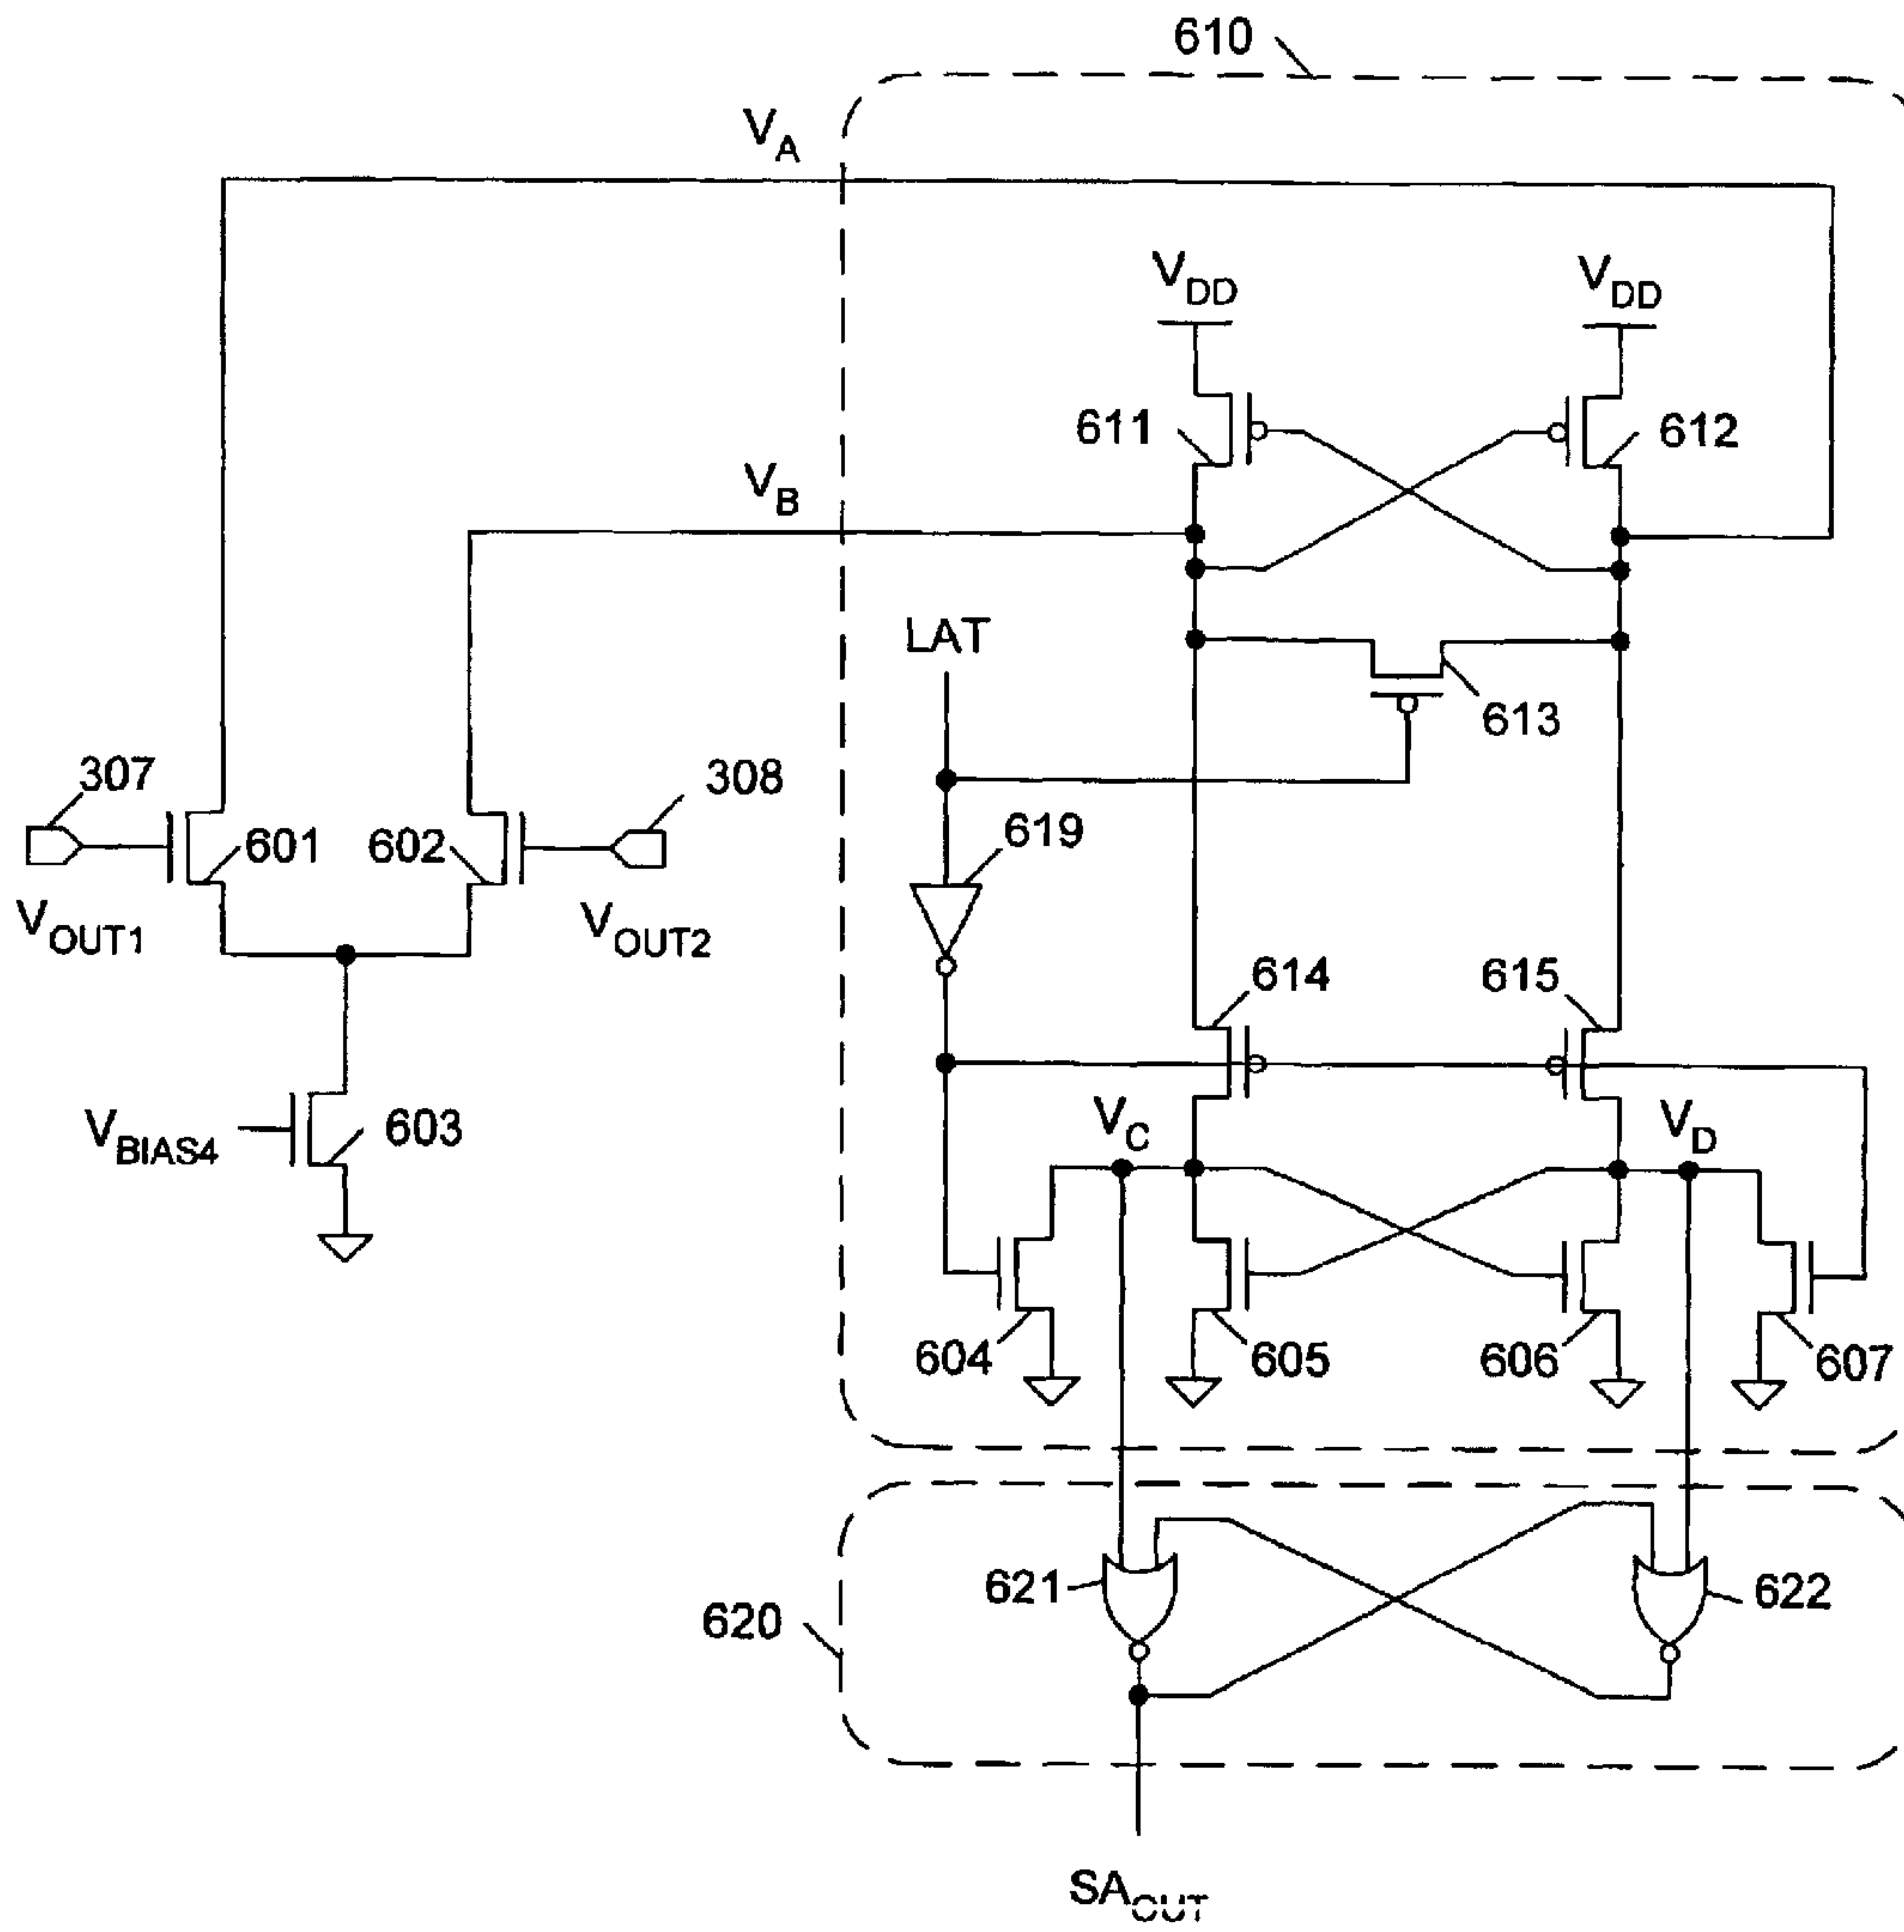 610
VA
VDD VDD
611 612
VB
LAT
613
307 308
601 602 619
VOUT1 VOUT2
614 615
VBIAS4 603
VC VD
604 605 606 607
621 622
620
SAOUT